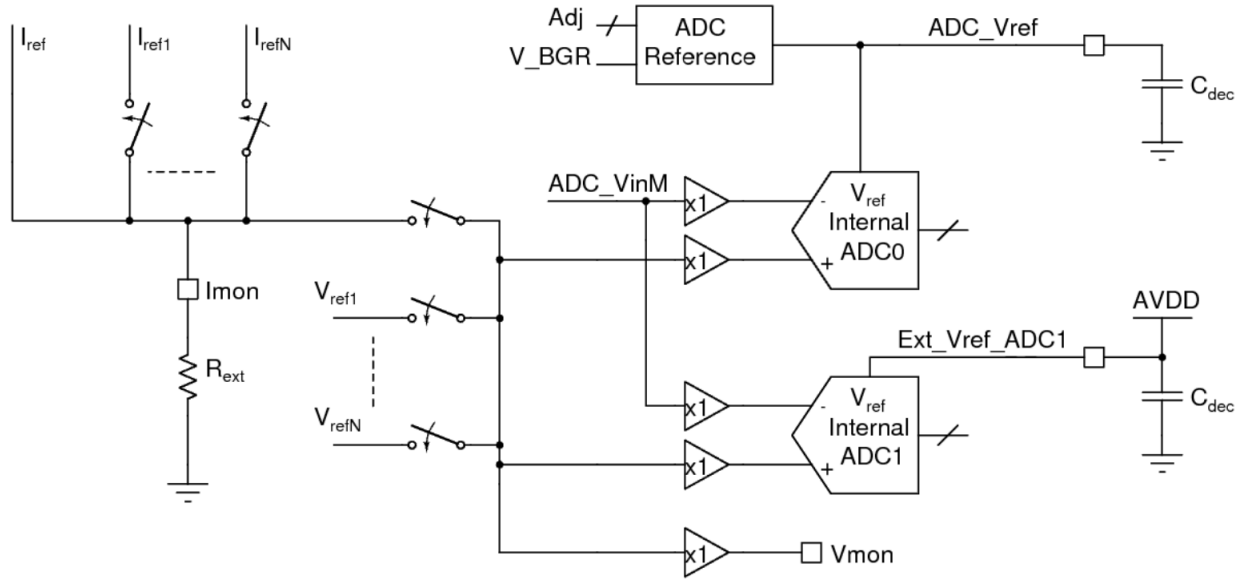 Iref
Iref1
IrefN
Adj
V_BGR
ADC
Reference
ADC_Vref
Cdec
ADC_VinM
x1
x1
-
+
Vref
Internal
ADC0
Imon
Rext
Vref1
VrefN
AVDD
Ext_Vref_ADC1
Cdec
x1
x1
-
+
Vref
Internal
ADC1
x1
Vmon